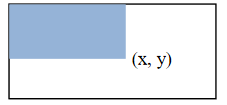 (x, y)